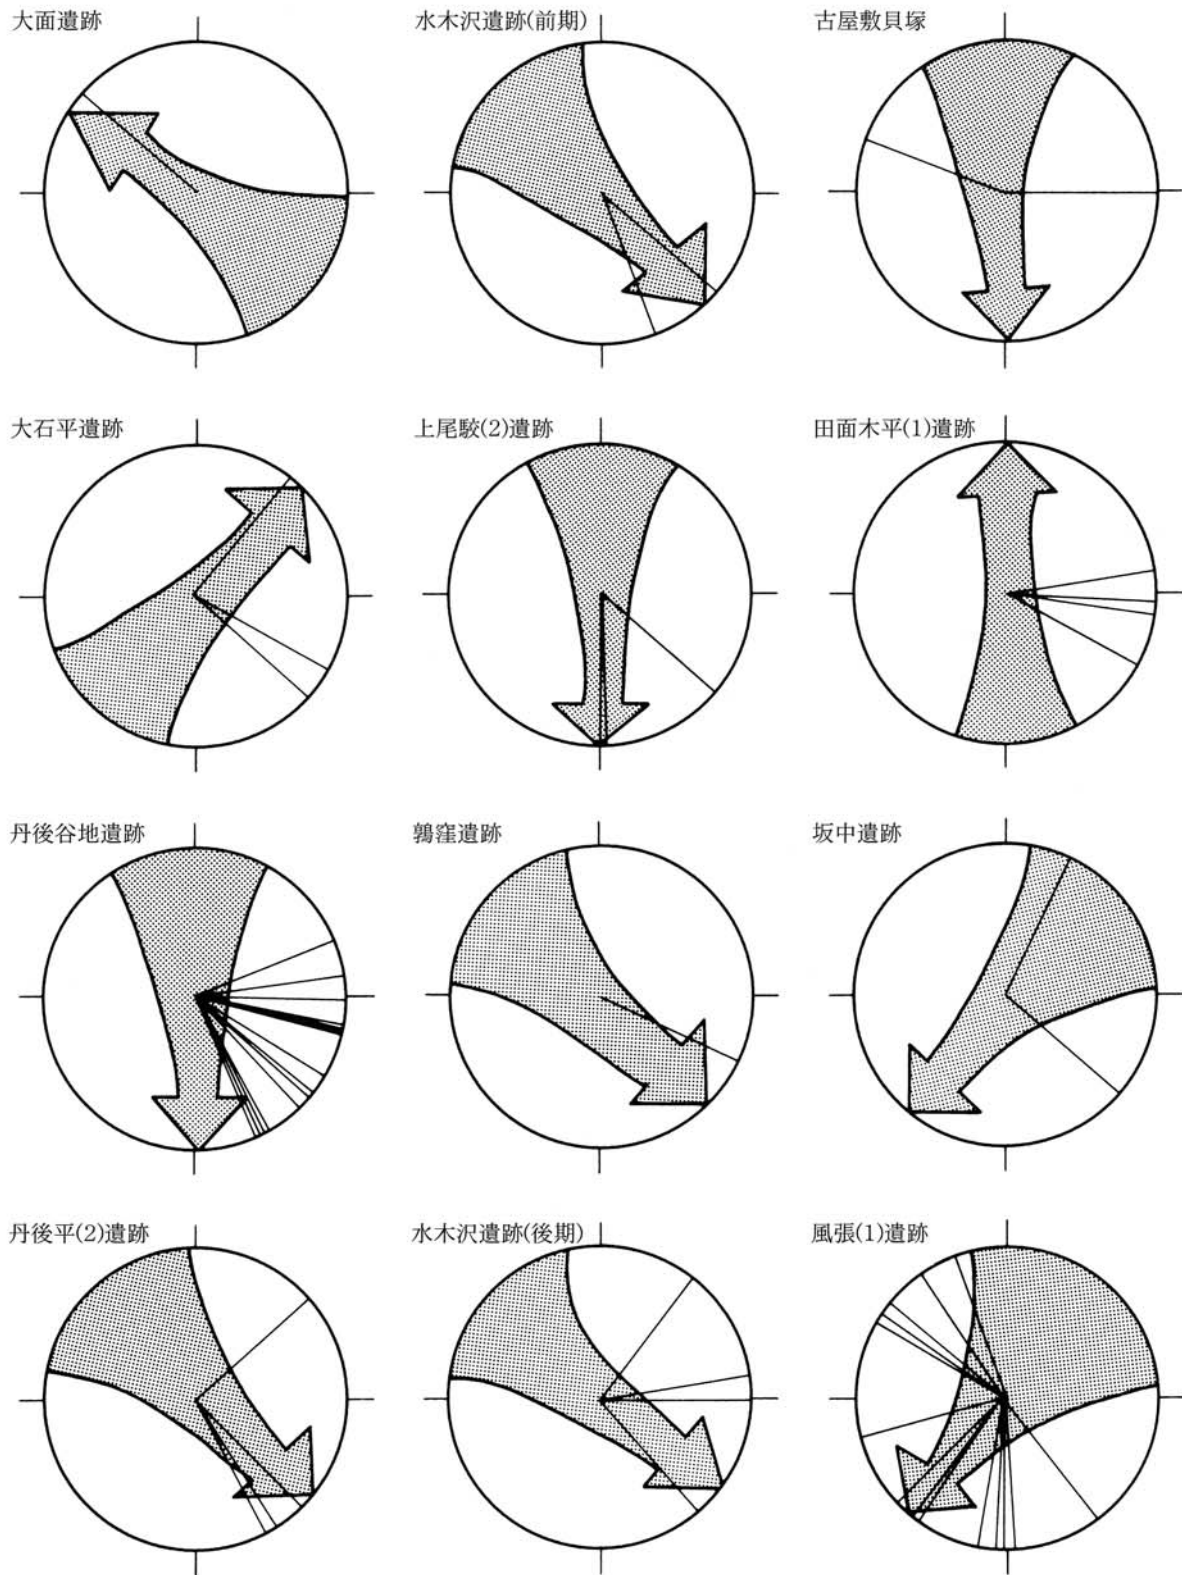 大面遺跡
水木沢遺跡(前期)
古屋敷貝塚
大石平遺跡
上尾駮(2)遺跡
田面木平(1)遺跡
丹後谷地遺跡
鶉窪遺跡
坂中遺跡
丹後平(2)遺跡
水木沢遺跡(後期)
風張(1)遺跡